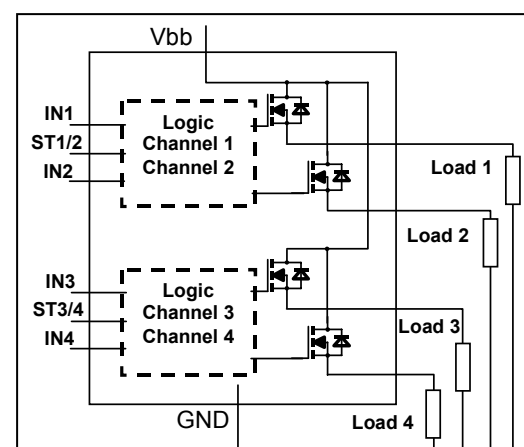 Vbb
IN1
ST1/2
IN2
Logic
Channel 1
Channel 2
Load 1
Load 2
IN3
ST3/4
IN4
Logic
Channel 3
Channel 4
Load 3
GND
Load 4